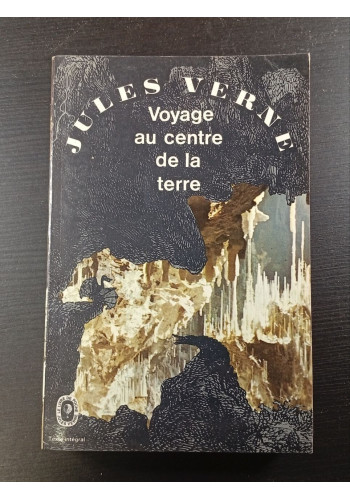 JULES VERNE
Voyage
au centre
de la
terre
Texte intégral